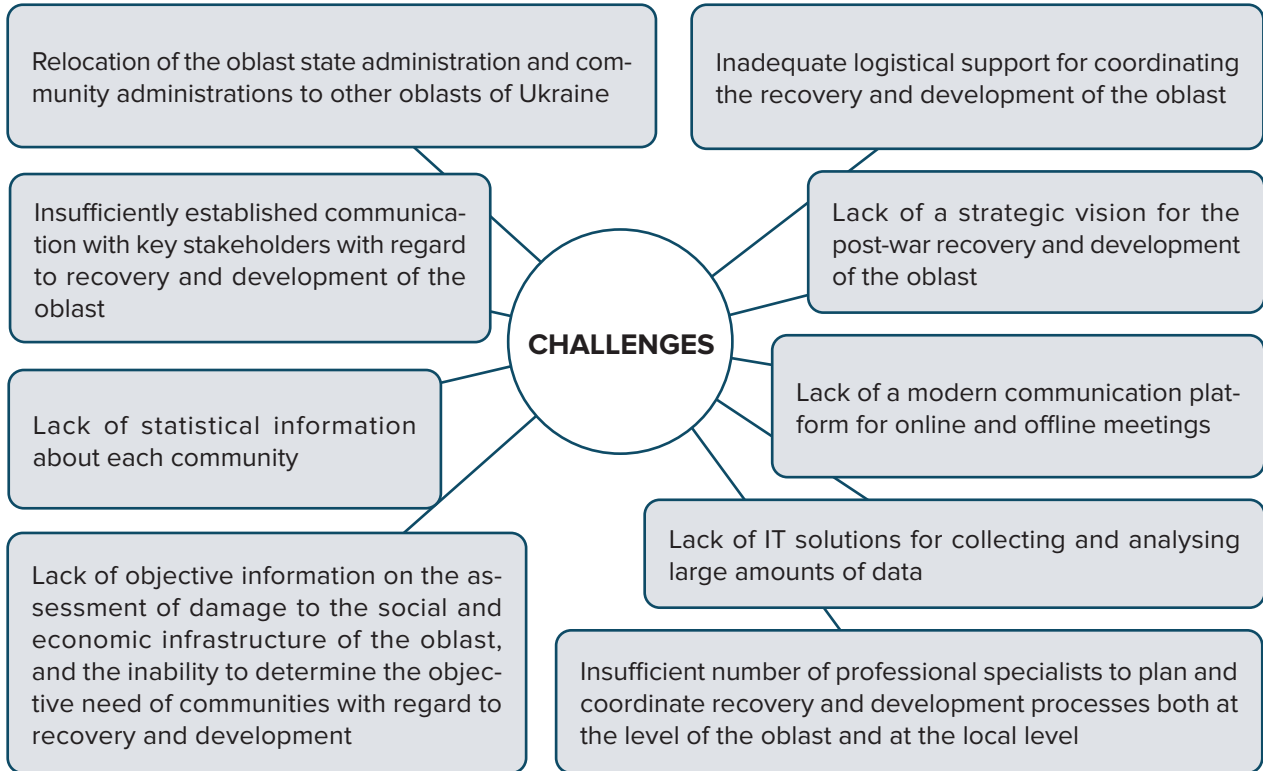 Relocation of the oblast state administration and com-
munity administrations to other oblasts of Ukraine
Insufficiently established communica-
tion with key stakeholders with regard
to recovery and development of the
oblast
Lack of statistical information
about each community
Lack of objective information on the as-
sessment of damage to the social and
economic infrastructure of the oblast,
and the inability to determine the objec-
tive need of communities with regard to
recovery and development
CHALLENGES
Inadequate logistical support for coordinating
the recovery and development of the oblast
Lack of a strategic vision for the
post-war recovery and development
of the oblast
Lack of a modern communication plat-
form for online and offline meetings
Lack of IT solutions for collecting and analysing
large amounts of data
Insufficient number of professional specialists to plan and
coordinate recovery and development processes both at
the level of the oblast and at the local level